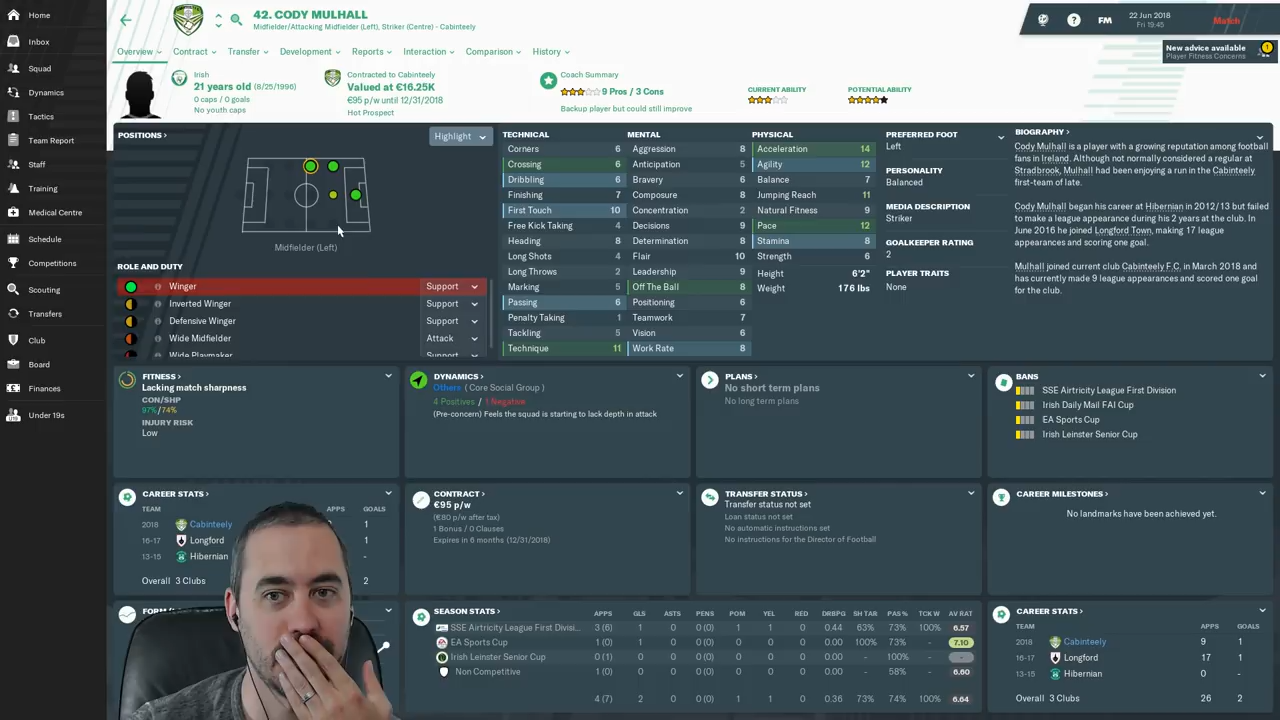 42. CODY MULHALL
Midfielder/Attacking Midfielder (Left), Striker (Centre) - Cabinteely
22 Jun 2018
Fri 19:45
FM
Match
Inbox
Squad
Dynamics
Tactics
Team Report
Staff
Training
Medical Centre
Schedule
Competitions
Scouting
Transfers
Club
Board
Finances
Under 19s
Overview
Contract
Transfer
Development
Reports
Interaction
Comparison
History
New advice available
Player Fitness Concerns
Irish
21 years old (8/25/1996)
0 caps / 0 goals
No youth caps
Contracted to Cabinteely
Valued at €16.25K
€95 p/w until 12/31/2018
Hot Prospect
Coach Summary
9 Pros / 3 Cons
Backup player but could still improve
CURRENT ABILITY
POTENTIAL ABILITY
POSITIONS
Highlight
Midfielder (Left)
ROLE AND DUTY
Winger Support
Inverted Winger Support
Defensive Winger Support
Wide Midfielder Attack
Wide Playmaker Support
TECHNICAL
Corners 6
Crossing 6
Dribbling 6
Finishing 7
First Touch 10
Free Kick Taking 4
Heading 8
Long Shots 4
Long Throws 2
Marking 5
Passing 6
Penalty Taking 1
Tackling 5
Technique 11
MENTAL
Aggression 8
Anticipation 5
Bravery 6
Composure 8
Concentration 2
Decisions 9
Determination 8
Flair 10
Leadership 9
Off The Ball 8
Positioning 6
Teamwork 7
Vision 6
Work Rate 8
PHYSICAL
Acceleration 14
Agility 12
Balance 7
Jumping Reach 11
Natural Fitness 9
Pace 12
Stamina 8
Strength 6
Height 6'2"
Weight 176 lbs
PREFERRED FOOT
Left
PERSONALITY
Balanced
MEDIA DESCRIPTION
Striker
GOALKEEPER RATING
2
PLAYER TRAITS
None
BIOGRAPHY
Cody Mulhall is a player with a growing reputation among football
fans in Ireland. Although not normally considered a regular at
Stradbrook, Mulhall had been enjoying a run in the Cabinteely
first-team of late.
Cody Mulhall began his career at Hibernian in 2012/13 but failed
to make a league appearance during his 2 years at the club. In
June 2016 he joined Longford Town, making 17 league
appearances and scoring one goal.
Mulhall joined current club Cabinteely F.C. in March 2018 and
has currently made 9 league appearances and scored one goal
for the club.
FITNESS
Lacking match sharpness
CON/SHP
97%/74%
INJURY RISK
Low
DYNAMICS
Others ( Core Social Group )
4 Positives / 1 Negative
(Pre-concern) Feels the squad is starting to lack depth in attack
PLANS
No short term plans
No long term plans
BANS
SSE Airtricity League First Division
Irish Daily Mail FAI Cup
EA Sports Cup
Irish Leinster Senior Cup
CAREER STATS
TEAM APPS GOALS
2018 Cabinteely 1
16-17 Longford 1
13-15 Hibernian -
Overall 3 Clubs 2
CONTRACT
€95 p/w
(€80 p/w after tax)
1 Bonus / 0 Clauses
Expires in 6 months (12/31/2018)
TRANSFER STATUS
Transfer status not set
Loan status not set
No automatic instructions set
No instructions for the Director of Football
CAREER MILESTONES
No landmarks have been achieved yet.
FORM
SEASON STATS APPS GLS ASTS PENS POM YEL RED DRBPG SH TAR PAS % TCK W AV RAT
SSE Airtricity League First Divisi... 3 (6) 1 0 0 (0) 1 1 0 0.44 63% 73% 100% 6.57
EA Sports Cup 1 (0) 1 0 0 (0) 0 0 0 0.00 100% 73% - 7.10
Irish Leinster Senior Cup 0 (1) 0 0 0 (0) 0 0 0 0.00 - 100% - -
Non Competitive 1 (0) 0 0 0 (0) 0 0 0 0.00 - 58% - 6.60
4 (7) 2 0 0 (0) 1 1 0 0.36 73% 74% 100% 6.64
CAREER STATS
TEAM APPS GOALS
2018 Cabinteely 9 1
16-17 Longford 17 1
13-15 Hibernian 0 -
Overall 3 Clubs 26 2